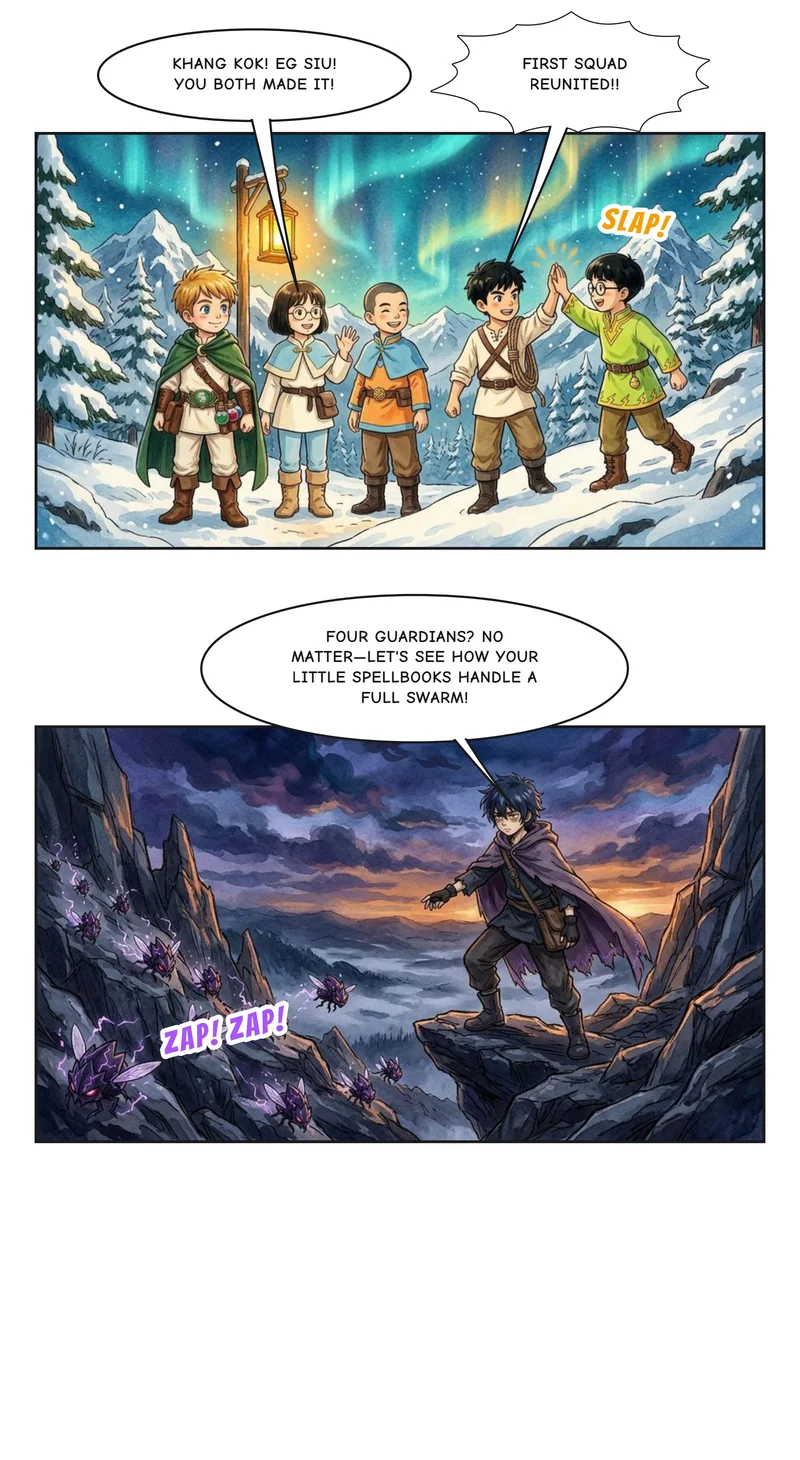 KHANG KOK! EG SIU!
YOU BOTH MADE IT!
FIRST SQUAD
REUNITED!!
SLAP!
FOUR GUARDIANS? NO
MATTER—LET'S SEE HOW YOUR
LITTLE SPELLBOOKS HANDLE A
FULL SWARM!
ZAP! ZAP!